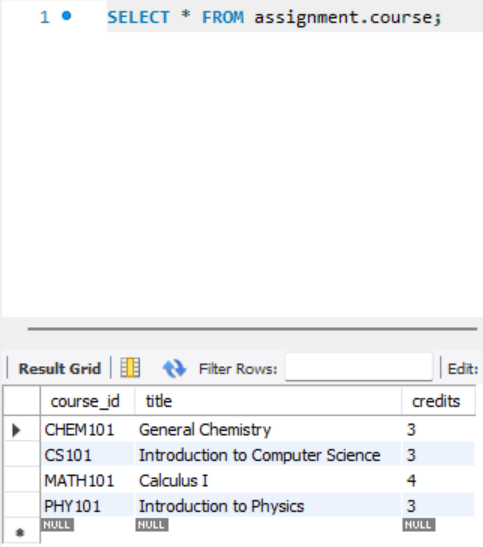 1 SELECT * FROM assignment.course;
Result Grid Filter Rows: Edit:
course_id title credits
CHEM101 General Chemistry 3
CS101 Introduction to Computer Science 3
MATH101 Calculus I 4
PHY101 Introduction to Physics 3
NULL NULL NULL